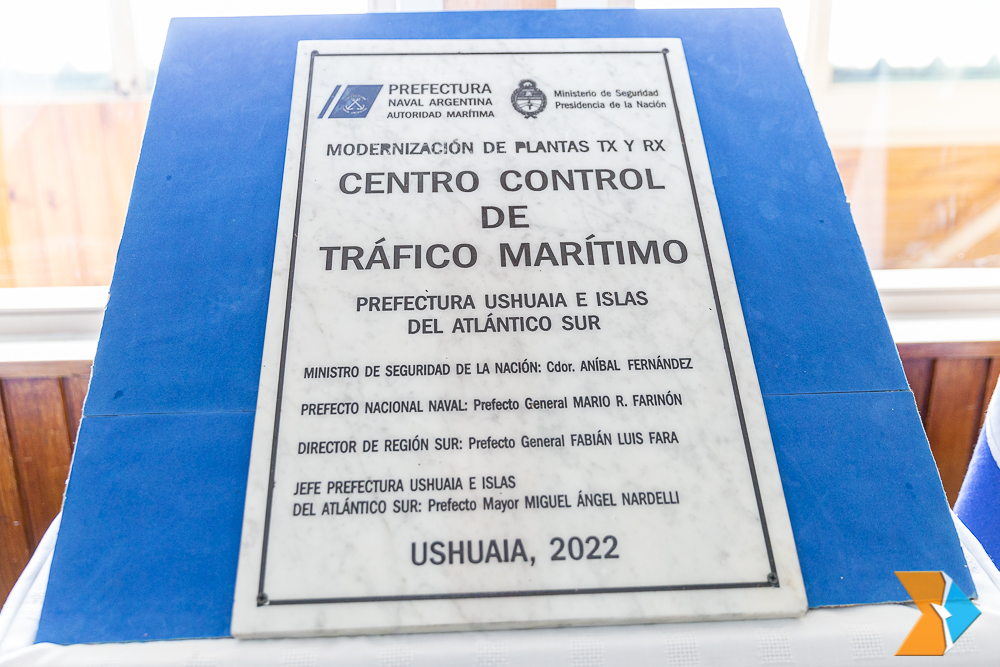 PREFECTURA
NAVAL ARGENTINA
AUTORIDAD MARÍTIMA
Ministerio de Seguridad
Presidencia de la Nación
MODERNIZACIÓN DE PLANTAS TX Y RX
CENTRO CONTROL
DE
TRÁFICO MARÍTIMO
PREFECTURA USHUAIA E ISLAS
DEL ATLÁNTICO SUR
MINISTRO DE SEGURIDAD DE LA NACIÓN: Cdor. ANÍBAL FERNÁNDEZ
PREFECTO NACIONAL NAVAL: Prefecto General MARIO R. FARINÓN
DIRECTOR DE REGIÓN SUR: Prefecto General FABIÁN LUIS FARA
JEFE PREFECTURA USHUAIA E ISLAS
DEL ATLÁNTICO SUR: Prefecto Mayor MIGUEL ÁNGEL NARDELLI
USHUAIA, 2022